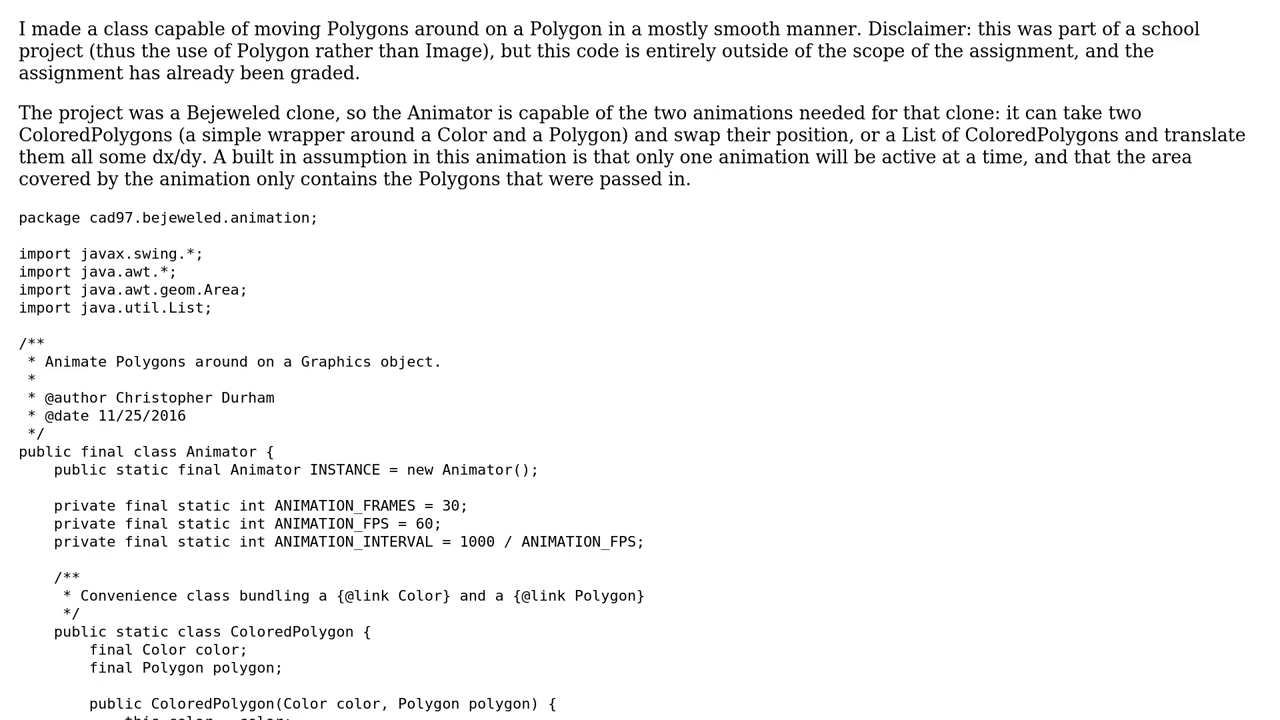 I made a class capable of moving Polygons around on a Polygon in a mostly smooth manner. Disclaimer: this was part of a school
project (thus the use of Polygon rather than Image), but this code is entirely outside of the scope of the assignment, and the
assignment has already been graded.
The project was a Bejeweled clone, so the Animator is capable of the two animations needed for that clone: it can take two
ColoredPolygons (a simple wrapper around a Color and a Polygon) and swap their position, or a List of ColoredPolygons and translate
them all some dx/dy. A built in assumption in this animation is that only one animation will be active at a time, and that the area
covered by the animation only contains the Polygons that were passed in.
package cad97.bejeweled.animation;
import javax.swing.*;
import java.awt.*;
import java.awt.geom.Area;
import java.util.List;
/**
 * Animate Polygons around on a Graphics object.
 *
 * @author Christopher Durham
 * @date 11/25/2016
 */
public final class Animator {
    public static final Animator INSTANCE = new Animator();
    private final static int ANIMATION_FRAMES = 30;
    private final static int ANIMATION_FPS = 60;
    private final static int ANIMATION_INTERVAL = 1000 / ANIMATION_FPS;
    /**
     * Convenience class bundling a {@link Color} and a {@link Polygon}
     */
    public static class ColoredPolygon {
        final Color color;
        final Polygon polygon;
        public ColoredPolygon(Color color, Polygon polygon) {